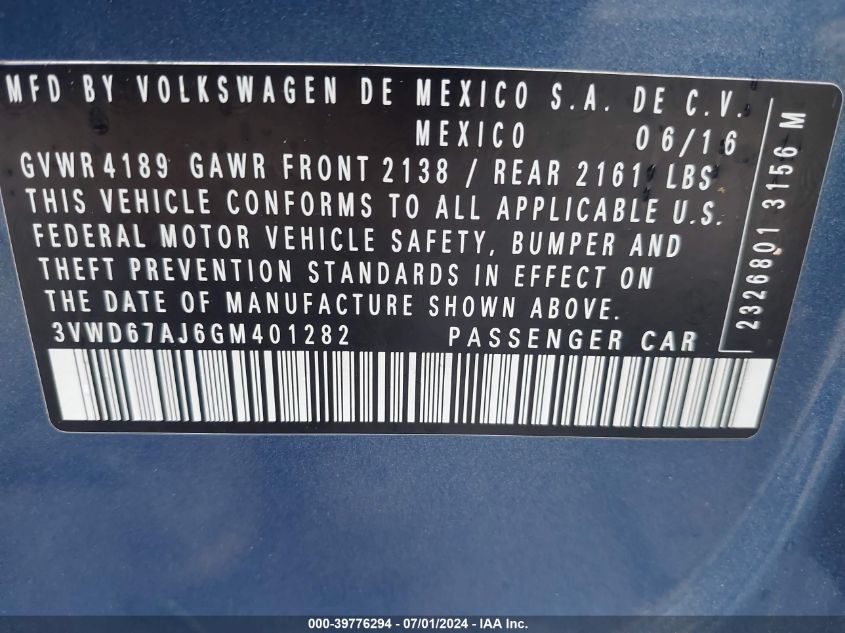 MFD BY VOLKSWAGEN DE MEXICO S.A. DE C.V.
MEXICO 06/16
GVWR 4189 GAWR FRONT 2138 / REAR 2161 LBS
THIS VEHICLE CONFORMS TO ALL APPLICABLE U.S.
FEDERAL MOTOR VEHICLE SAFETY, BUMPER AND
THEFT PREVENTION STANDARDS IN EFFECT ON
THE DATE OF MANUFACTURE SHOWN ABOVE.
3VWD67AJ6GM401282 PASSENGER CAR
2326801 3156 M
000-39776294 - 07/01/2024 - IAA Inc.